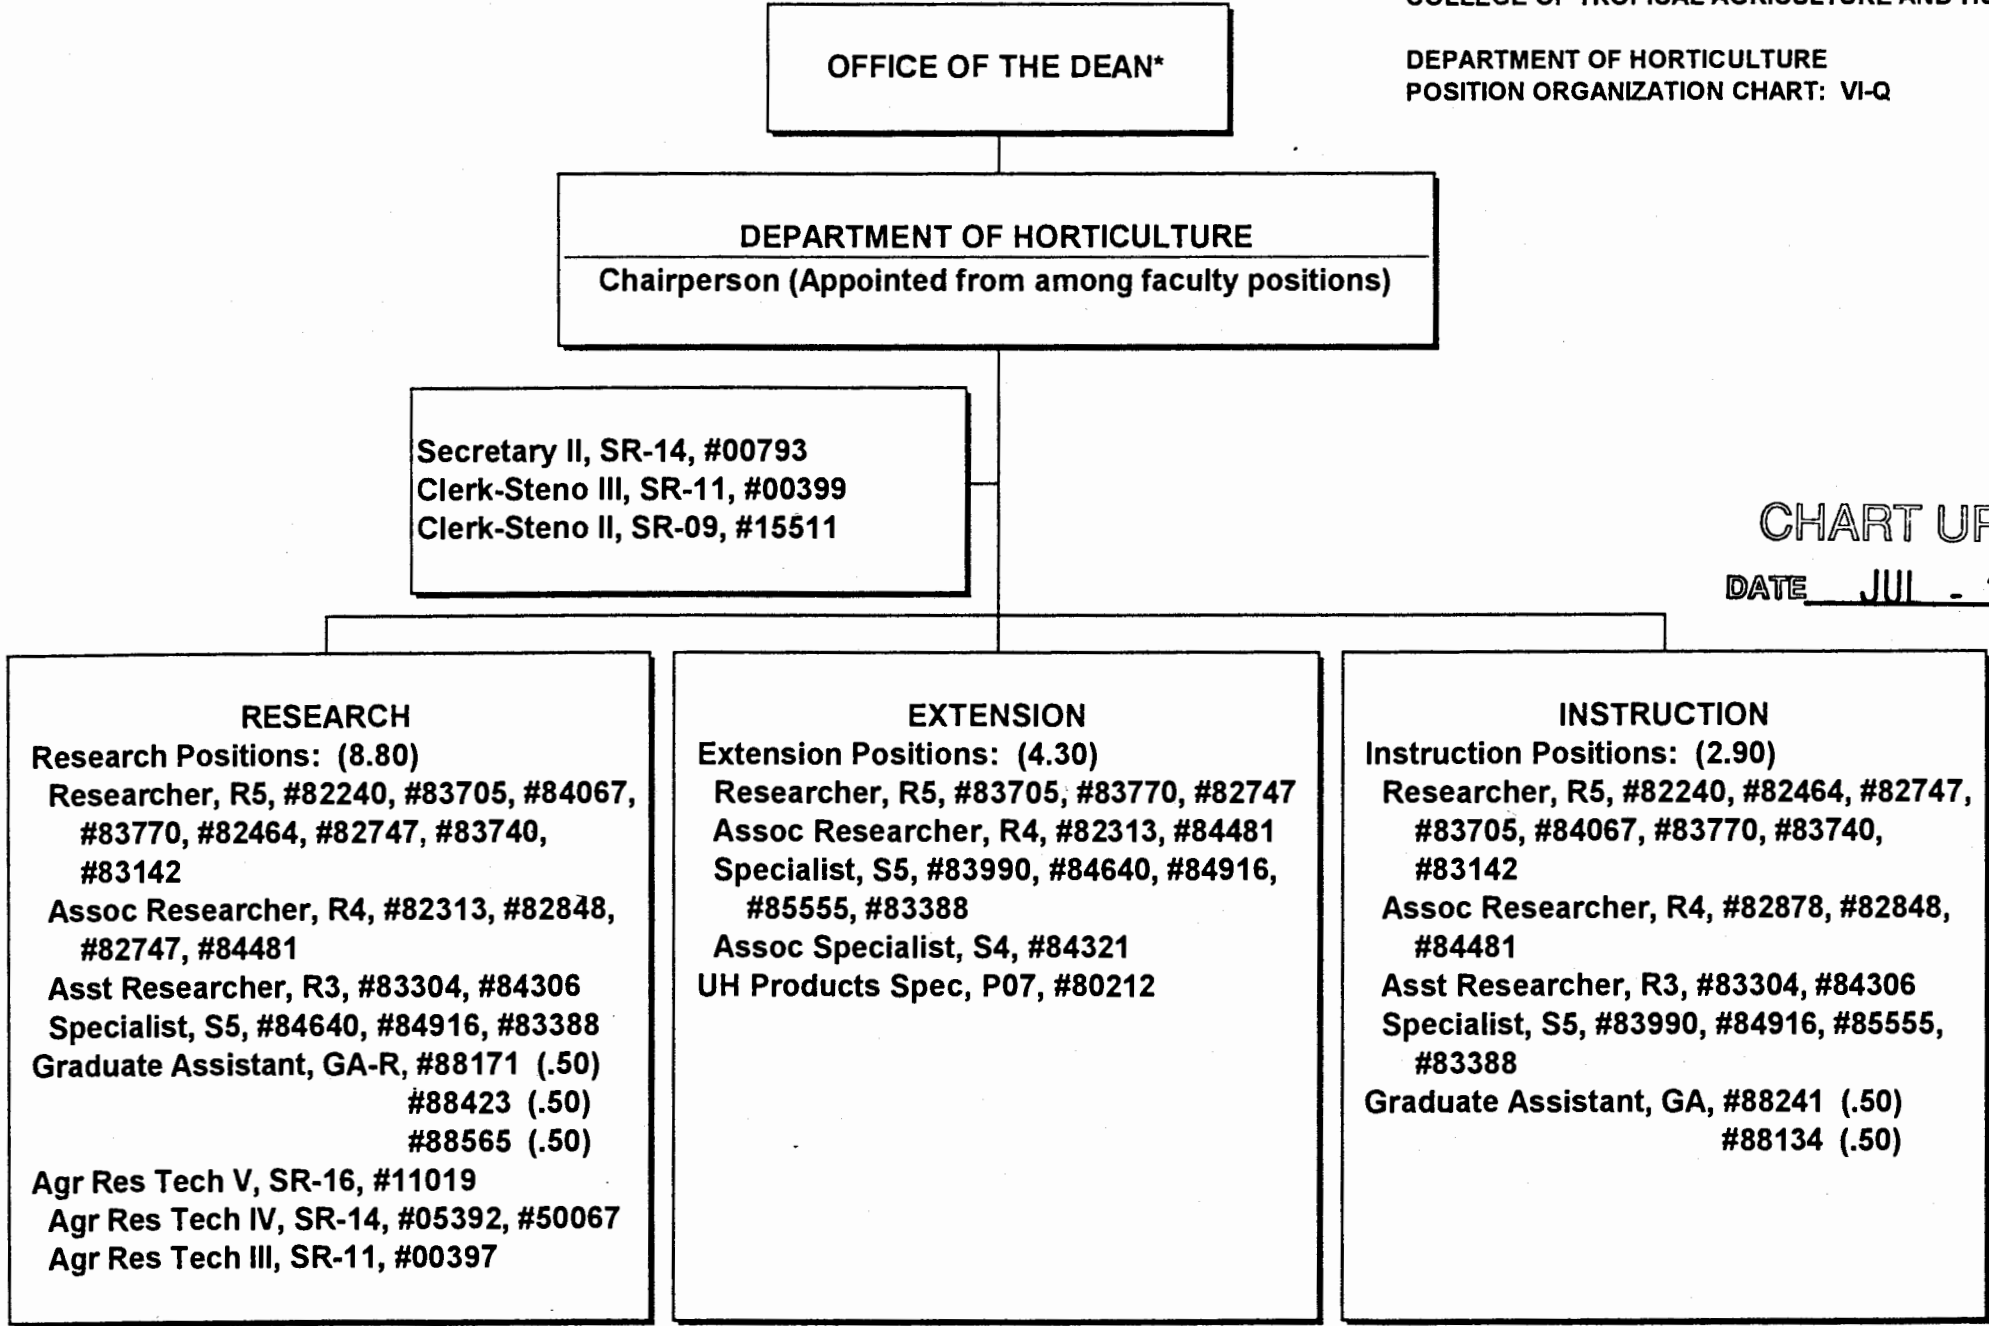 COLLEGE OF TROPICAL AGRICULTURE AND
DEPARTMENT OF HORTICULTURE
POSITION ORGANIZATION CHART: VI-Q
OFFICE OF THE DEAN*
DEPARTMENT OF HORTICULTURE
Chairperson (Appointed from among faculty positions)
Secretary II, SR-14, #00793
Clerk-Steno III, SR-11, #00399
Clerk-Steno II, SR-09, #15511
CHART
DATE JUL -
RESEARCH
Research Positions: (8.80)
Researcher, R5, #82240, #83705, #84067,
#83770, #82464, #82747, #83740,
#83142
Assoc Researcher, R4, #82313, #82848,
#82747, #84481
Asst Researcher, R3, #83304, #84306
Specialist, S5, #84640, #84916, #83388
Graduate Assistant, GA-R, #88171 (.50)
#88423 (.50)
#88565 (.50)
Agr Res Tech V, SR-16, #11019
Agr Res Tech IV, SR-14, #05392, #50067
Agr Res Tech III, SR-11, #00397
EXTENSION
Extension Positions: (4.30)
Researcher, R5, #83705, #83770, #82747
Assoc Researcher, R4, #82313, #84481
Specialist, S5, #83990, #84640, #84916,
#85555, #83388
Assoc Specialist, S4, #84321
UH Products Spec, P07, #80212
INSTRUCTION
Instruction Positions: (2.90)
Researcher, R5, #82240, #82464, #82747,
#83705, #84067, #83770, #83740,
#83142
Assoc Researcher, R4, #82878, #82848,
#84481
Asst Researcher, R3, #83304, #84306
Specialist, S5, #83990, #84916, #85555,
#83388
Graduate Assistant, GA, #88241 (.50)
#88134 (.50)